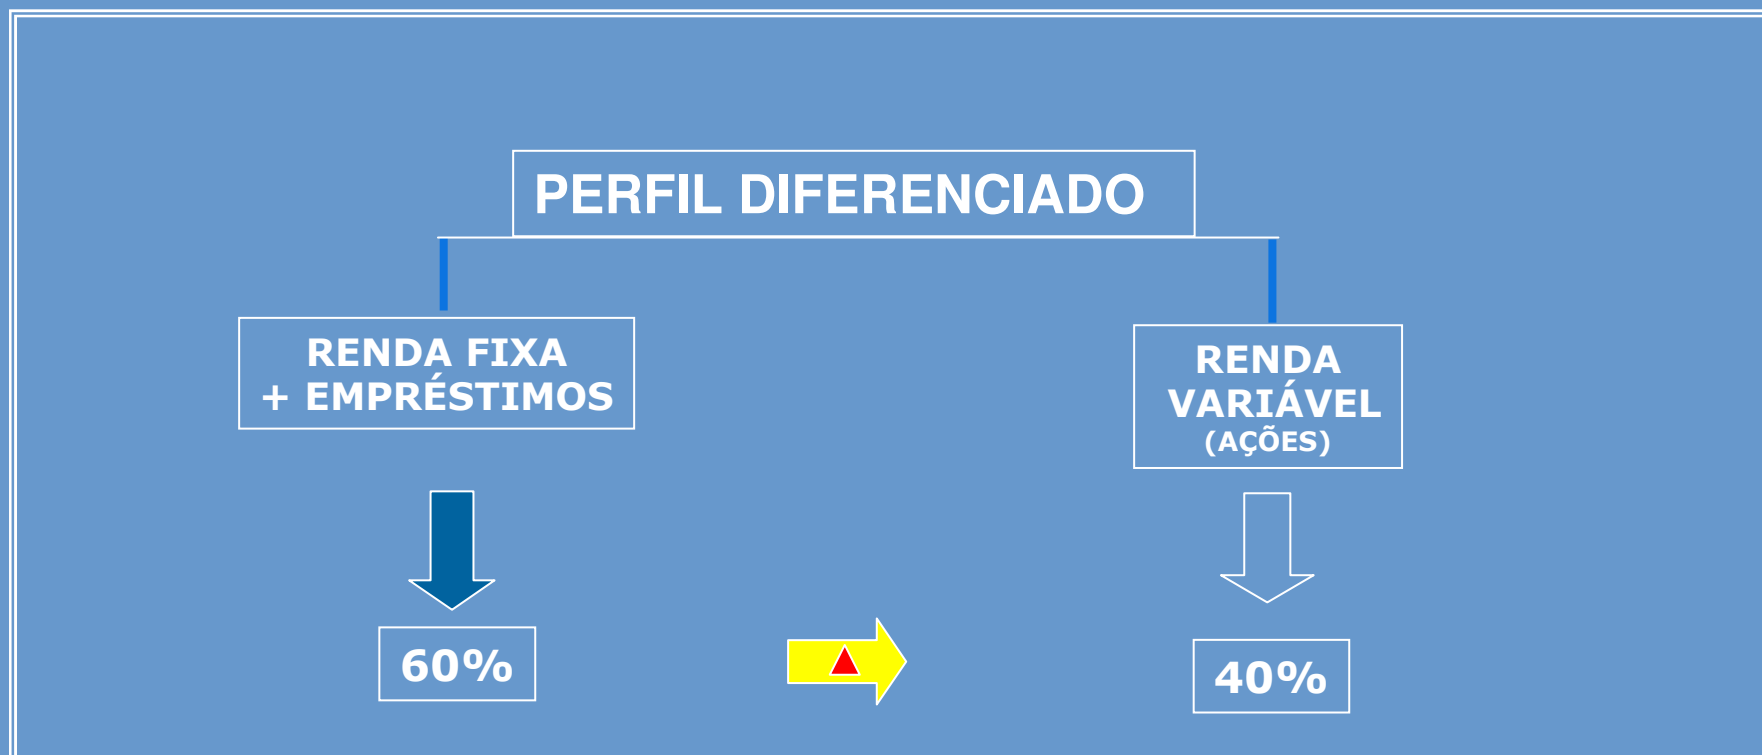 PERFIL DIFERENCIADO
RENDA FIXA
+ EMPRÉSTIMOS
RENDA
VARIÁVEL
(AÇÕES)
60%
40%